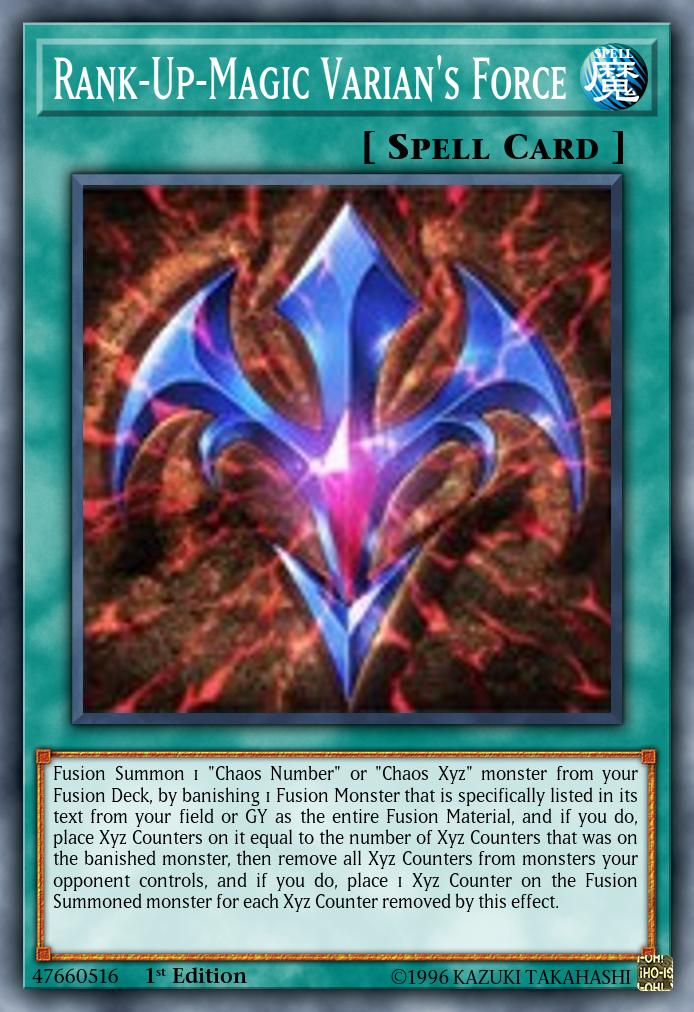 Rank-Up-Magic Varian's Force
SPELL
魔
[ Spell Card ]
Fusion Summon 1 "Chaos Number" or "Chaos Xyz" monster from your
Fusion Deck, by banishing 1 Fusion Monster that is specifically listed in its
text from your field or GY as the entire Fusion Material, and if you do,
place Xyz Counters on it equal to the number of Xyz Counters that was on
the banished monster, then remove all Xyz Counters from monsters your
opponent controls, and if you do, place 1 Xyz Counter on the Fusion
Summoned monster for each Xyz Counter removed by this effect.
47660516 1st Edition ©1996 KAZUKI TAKAHASHI